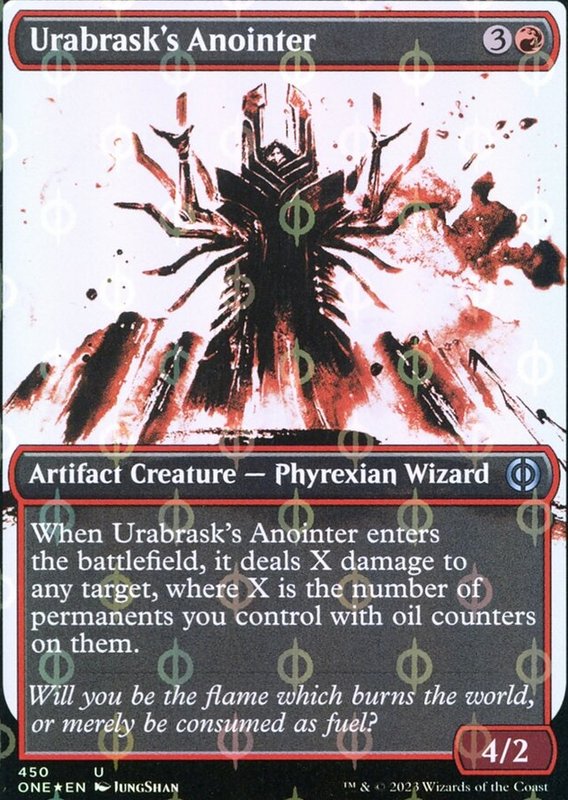 Urabrask's Anointer 3
Artifact Creature — Phyrexian Wizard
When Urabrask's Anointer enters
the battlefield, it deals X damage to
any target, where X is the number of
permanents you control with oil counters
on them.
Will you be the flame which burns the world,
or merely be consumed as fuel?
4/2
450 U
ONE★EN JungShan ™ & © 2023 Wizards of the Coast